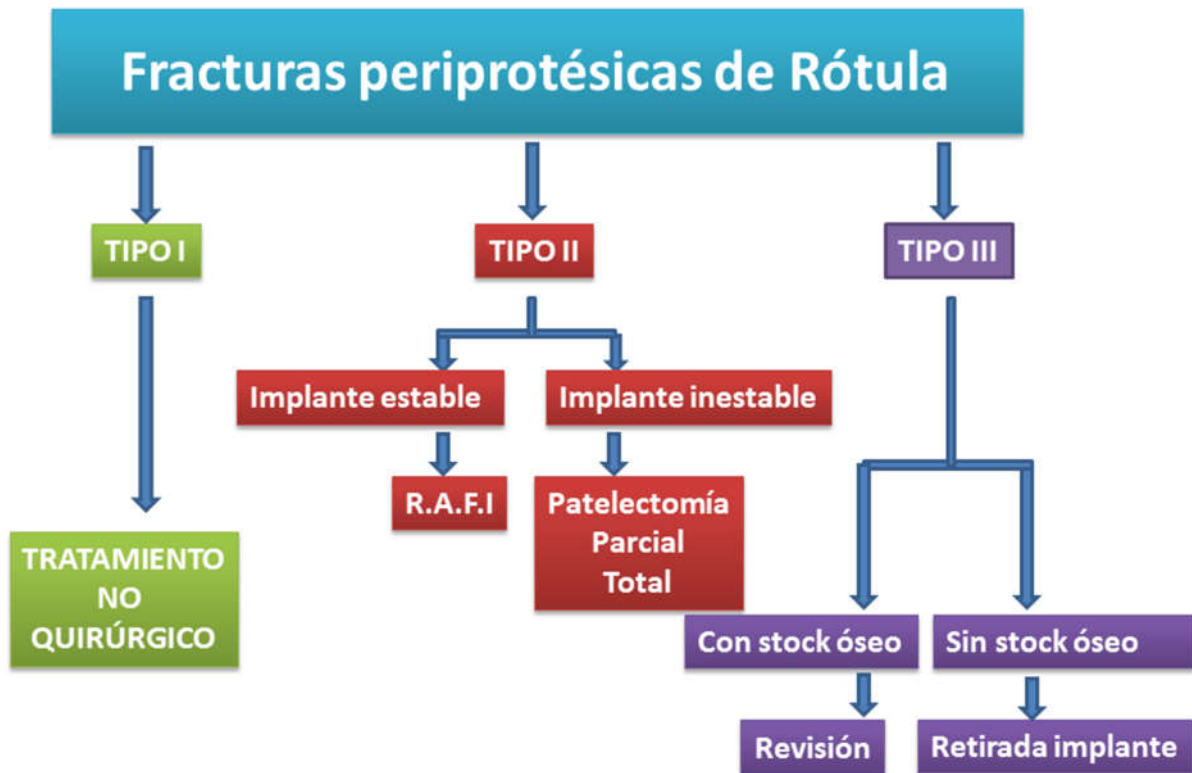 Fracturas periprotésicas de Rótula
TIPO I
TIPO II
TIPO III
Implante estable
Implante inestable
R.A.F.I
Patelectomía
Parcial
Total
TRATAMIENTO
NO
QUIRÚRGICO
Con stock óseo
Sin stock óseo
Revisión
Retirada implante